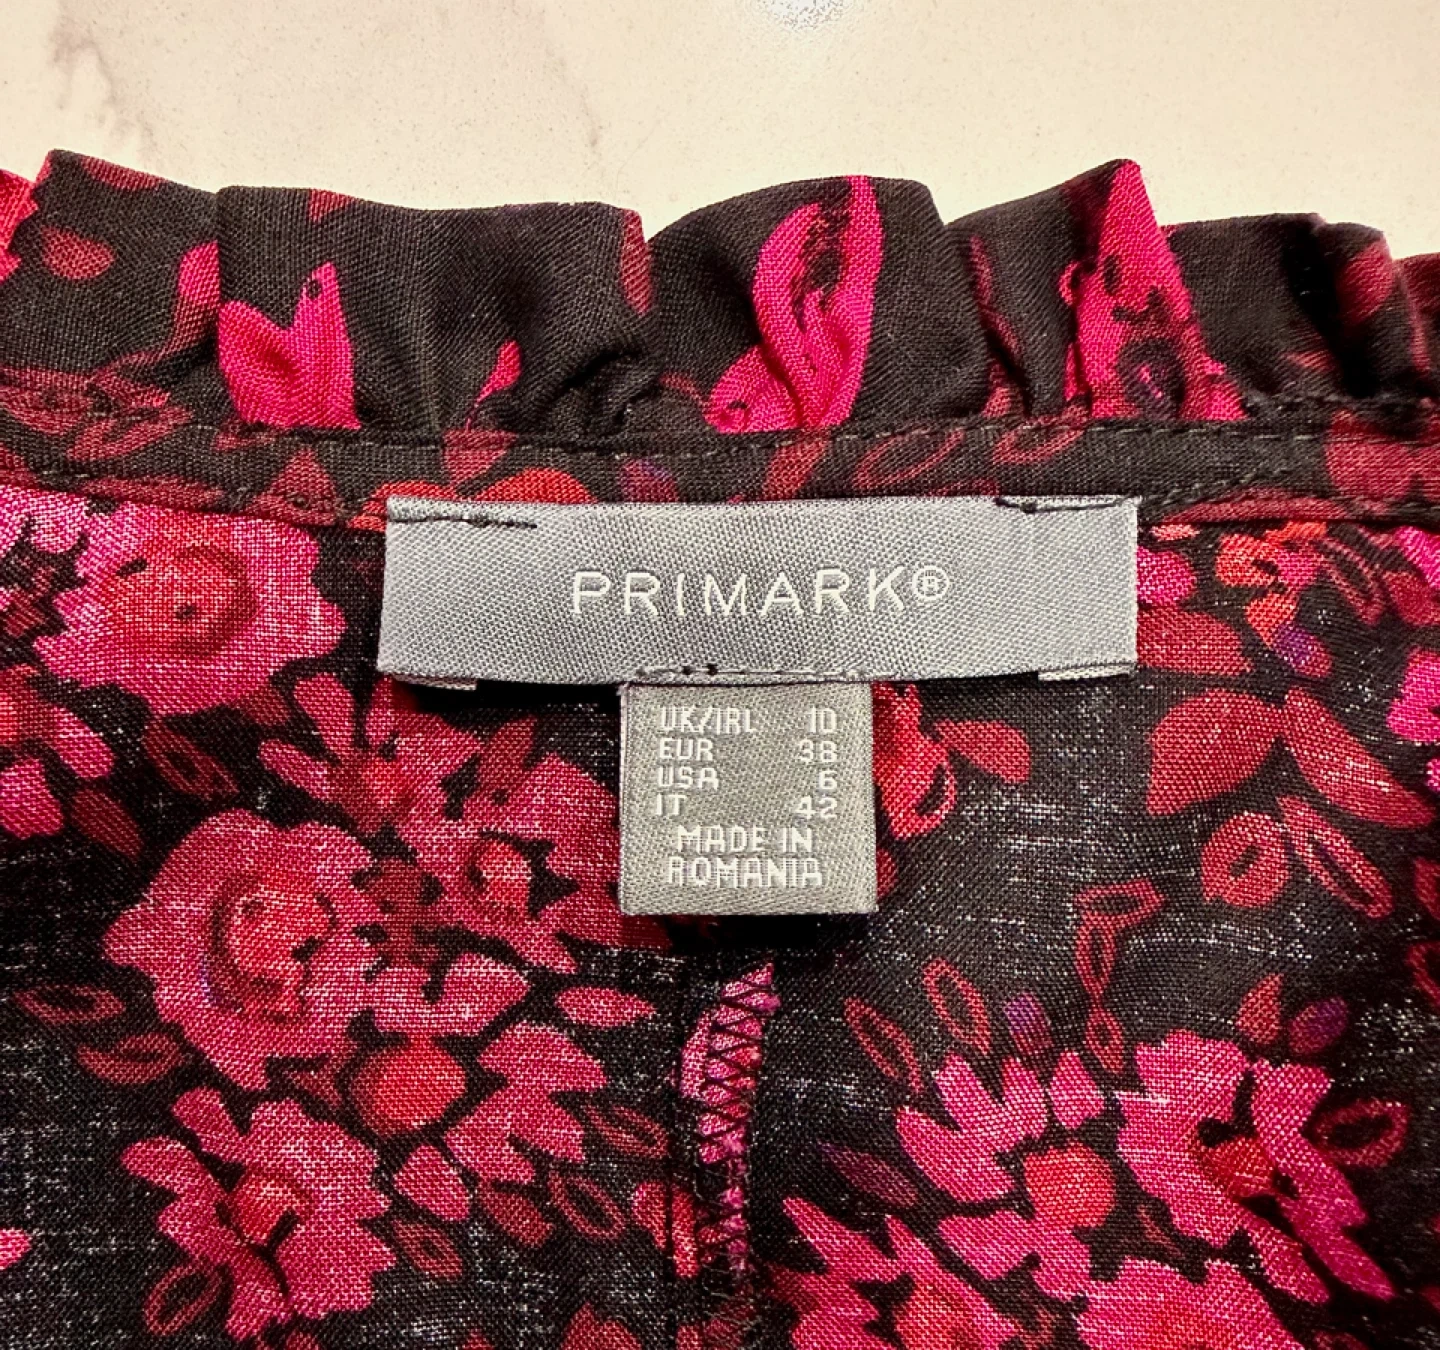 PRIMARK®
UK/IRL 10
EUR 38
USA 6
IT 42
MADE IN
ROMANIA